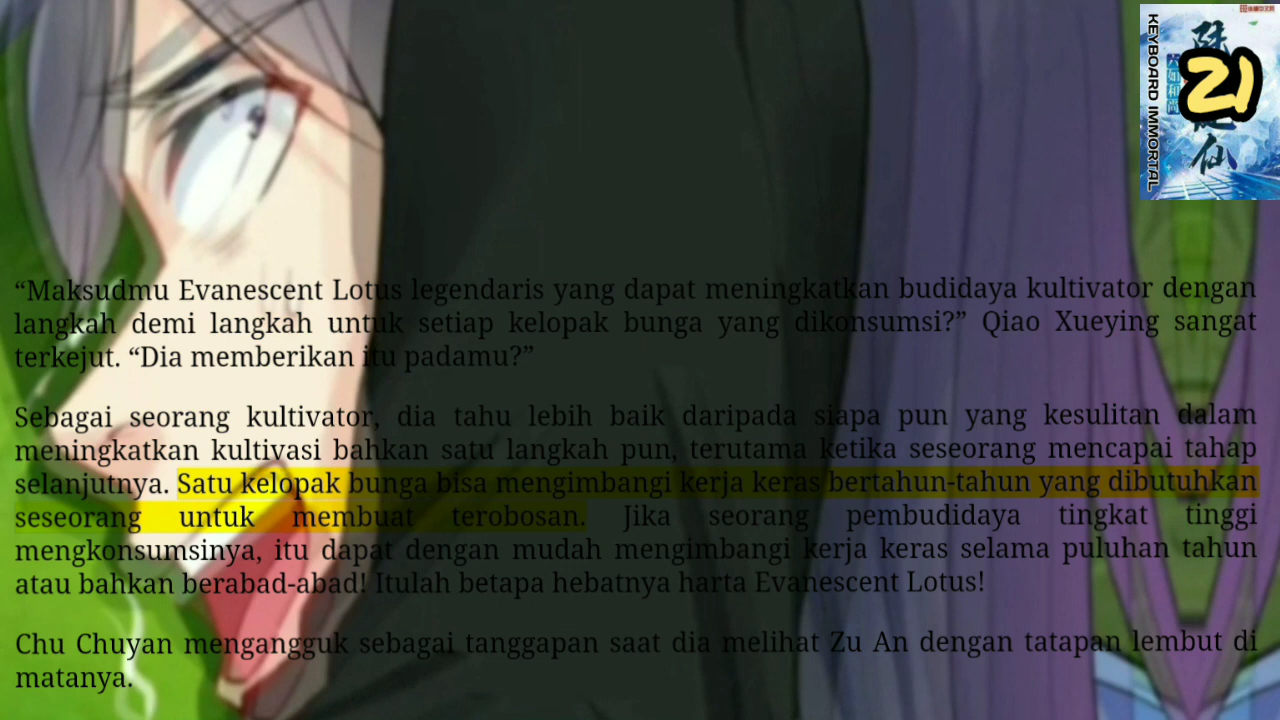 “Maksudmu Evanescent Lotus legendaris yang dapat meningkatkan budidaya kultivator dengan
langkah demi langkah untuk setiap kelopak bunga yang dikonsumsi?” Qiao Xueying sangat
terkejut. “Dia memberikan itu padamu?”
Sebagai seorang kultivator, dia tahu lebih baik daripada siapa pun yang kesulitan dalam
meningkatkan kultivasi bahkan satu langkah pun, terutama ketika seseorang mencapai tahap
selanjutnya. Satu kelopak bunga bisa mengimbangi kerja keras bertahun-tahun yang dibutuhkan
seseorang untuk membuat terobosan. Jika seorang pembudidaya tingkat tinggi
mengkonsumsinya, itu dapat dengan mudah mengimbangi kerja keras selama puluhan tahun
atau bahkan berabad-abad! Itulah betapa hebatnya harta Evanescent Lotus!
Chu Chuyan mengangguk sebagai tanggapan saat dia melihat Zu An dengan tatapan lembut di
matanya.
KEYBOARD IMMORTAL
21
六如和尚
仙